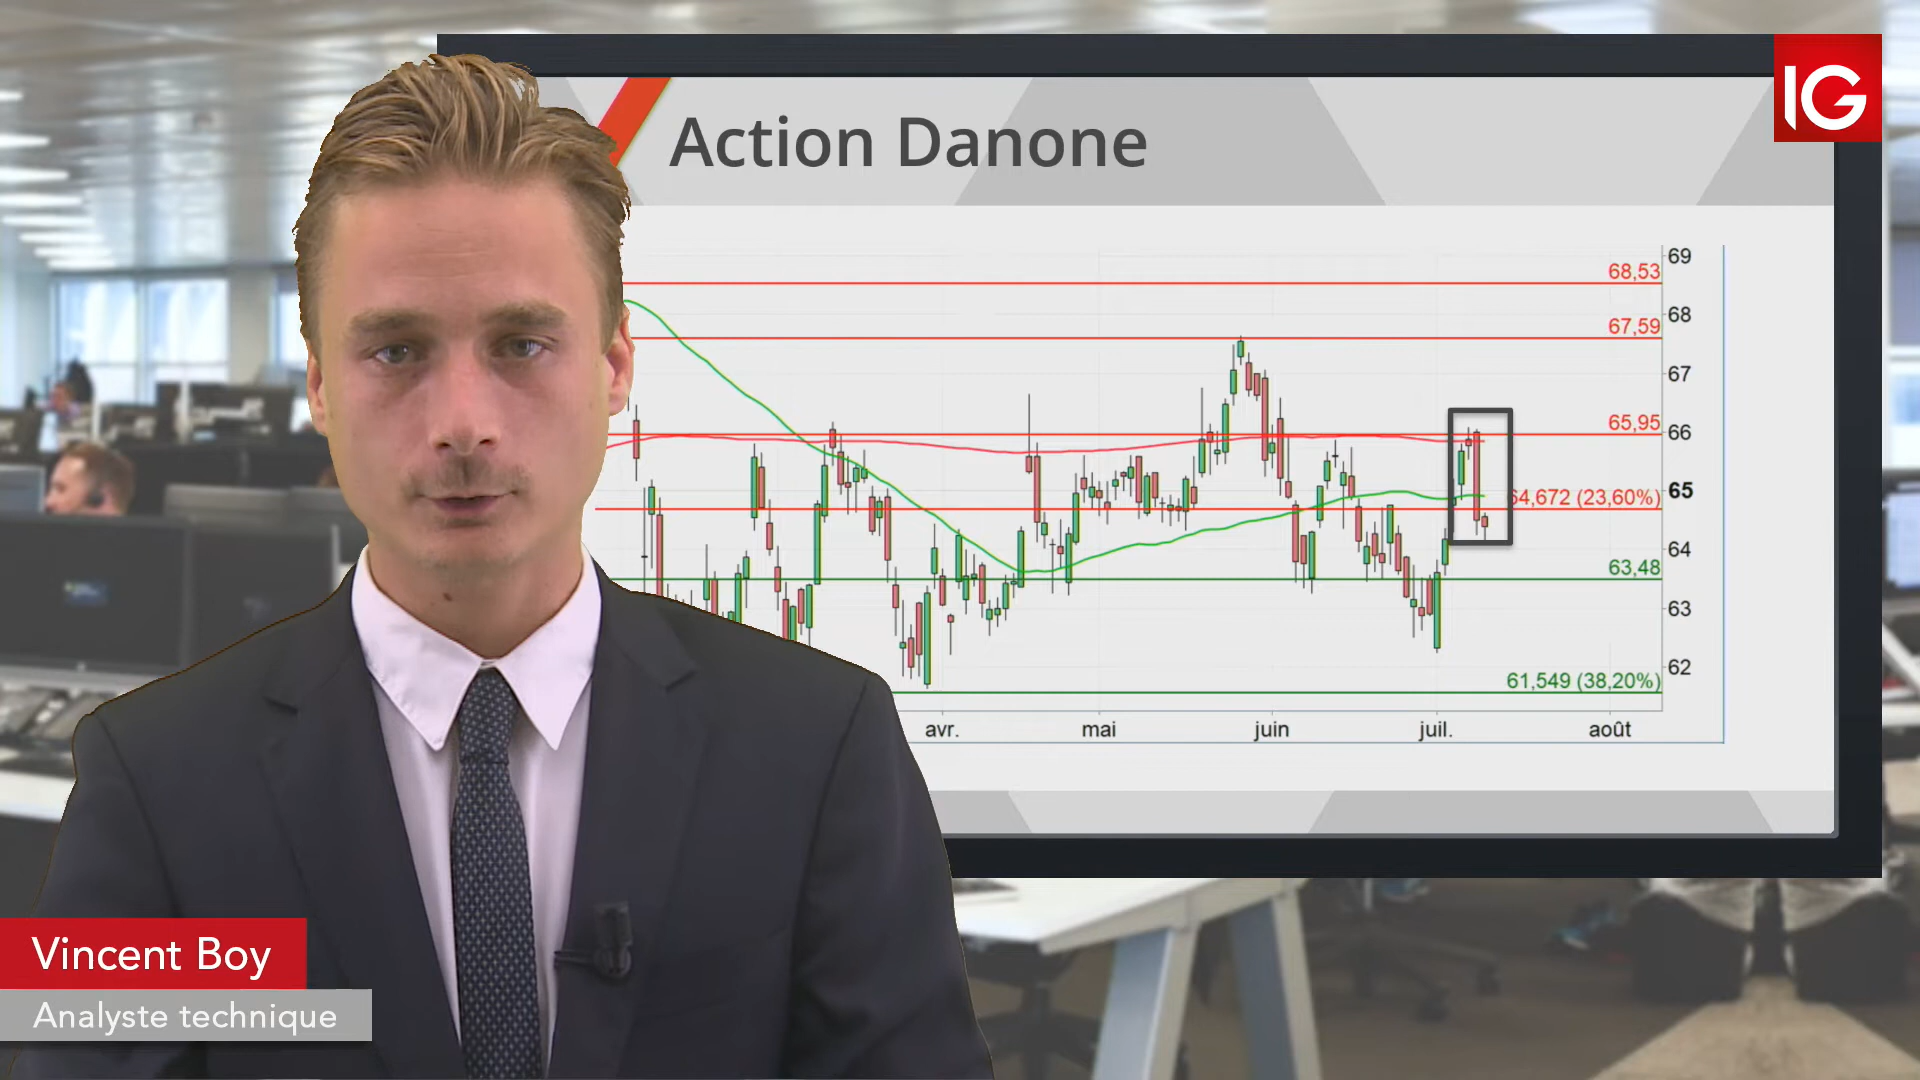 IG
Action Danone
69
68,53
68
67,59
67
65,95
66
65
64,672 (23,60%)
64
63,48
63
62
61,549 (38,20%)
avr.
mai
juin
juil.
août
Vincent Boy
Analyste technique